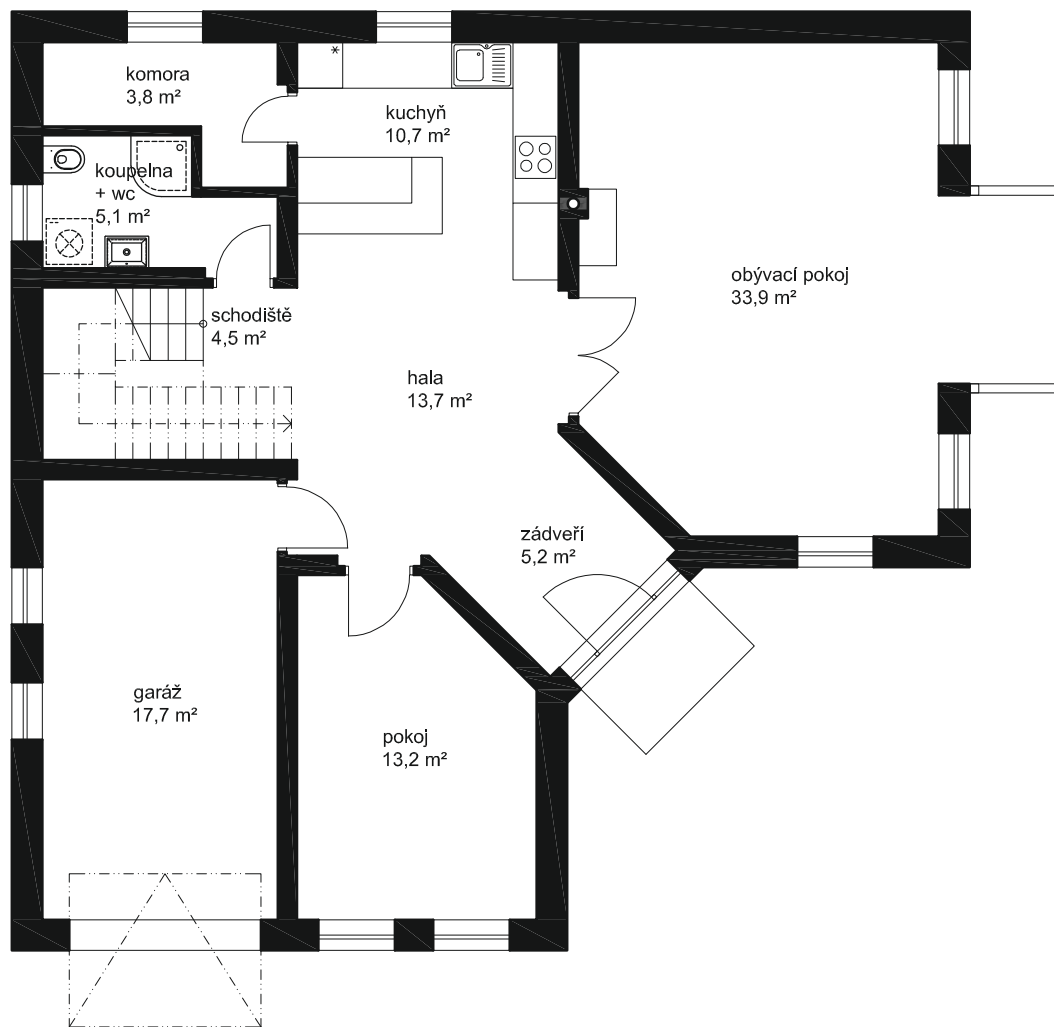 komora
3,8 m²
kuchyň
10,7 m²
koupelna
+ wc
5,1 m²
obývací pokoj
33,9 m²
schodiště
4,5 m²
hala
13,7 m²
zádveří
5,2 m²
garáž
17,7 m²
pokoj
13,2 m²